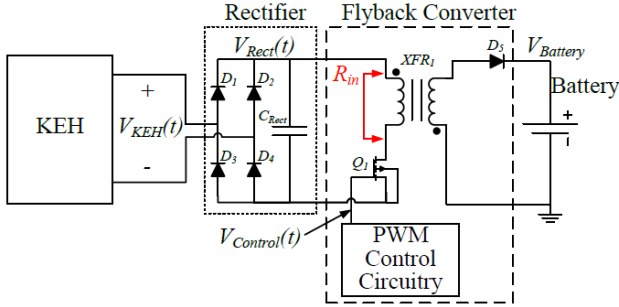 Rectifier
Flyback Converter
V_Rect(t)
XFR_1
D_5
V_Battery
D_1
D_2
R_in
Battery
+
KEH
V_KEH(t)
C_Rect
+
-
D_3
D_4
Q_1
V_Control(t)
PWM
Control
Circuitry